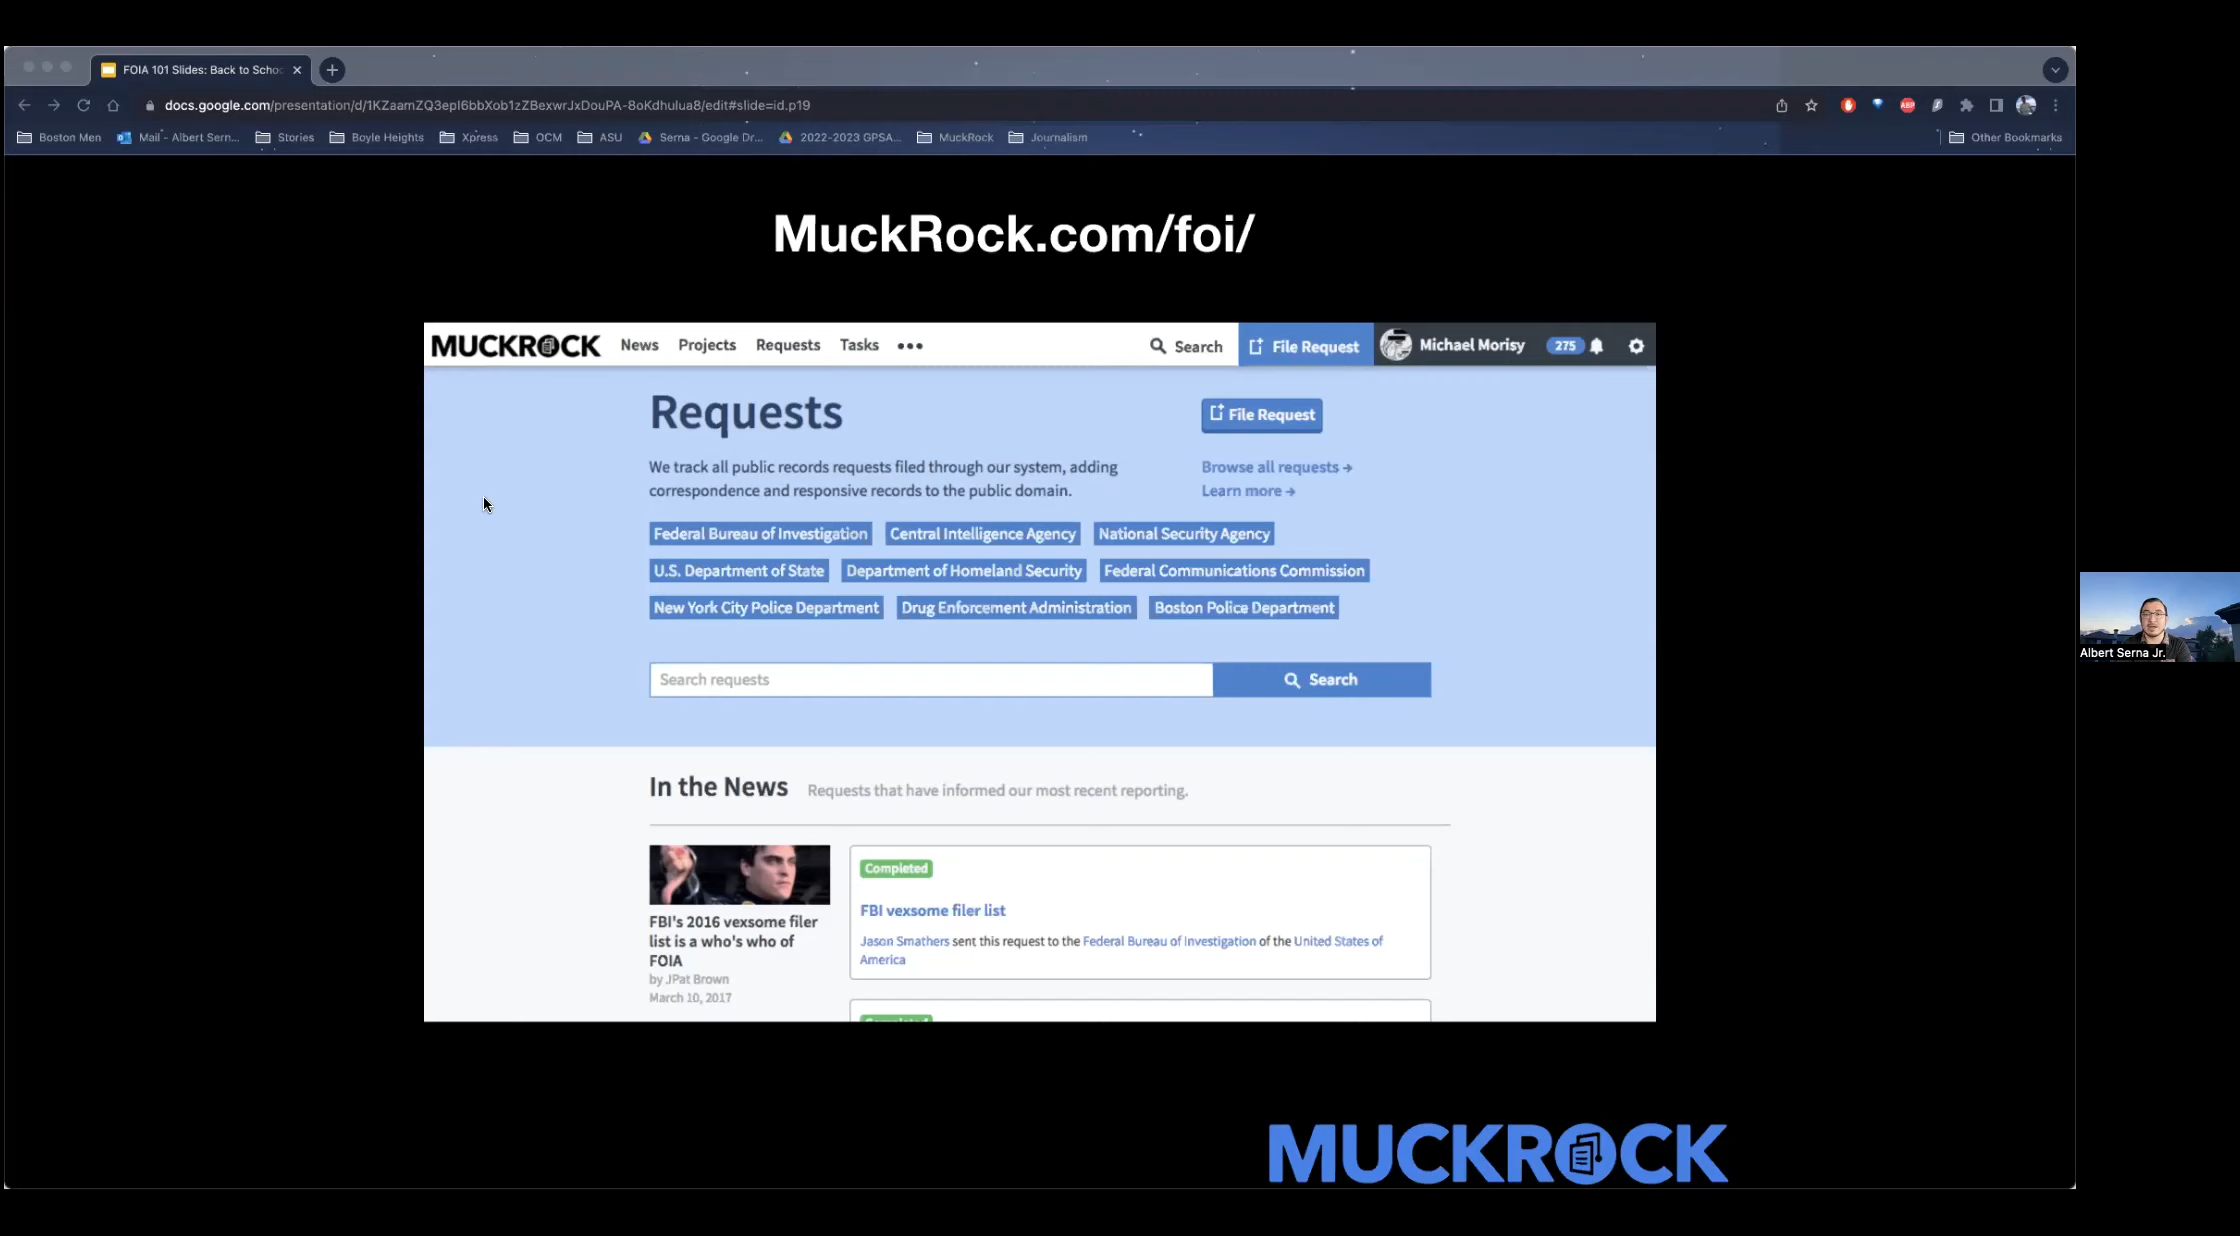 FOIA 101 Slides: Back to Schoo
docs.google.com/presentation/d/1KZaamZQ3epI6bbXob1zZBexwrJxDouPA-8oKdhulua8/edit#slide=id.p19
ABP
Boston Men Mail - Albert Sern... Stories Boyle Heights Xpress OCM ASU Serna - Google Dr... 2022-2023 GPSA... MuckRock Journalism Other Bookmarks
MuckRock.com/foi/
MUCKROCK News Projects Requests Tasks ••• Search File Request Michael Morisy 275
Requests
File Request
We track all public records requests filed through our system, adding
correspondence and responsive records to the public domain.
Browse all requests →
Learn more →
Federal Bureau of Investigation Central Intelligence Agency National Security Agency
U.S. Department of State Department of Homeland Security Federal Communications Commission
New York City Police Department Drug Enforcement Administration Boston Police Department
Search requests Search
In the News Requests that have informed our most recent reporting.
FBI's 2016 vexsome filer
list is a who's who of
FOIA
by JPat Brown
March 10, 2017
Completed
FBI vexsome filer list
Jason Smathers sent this request to the Federal Bureau of Investigation of the United States of
America
Completed
Albert Serna Jr.
MUCKROCK